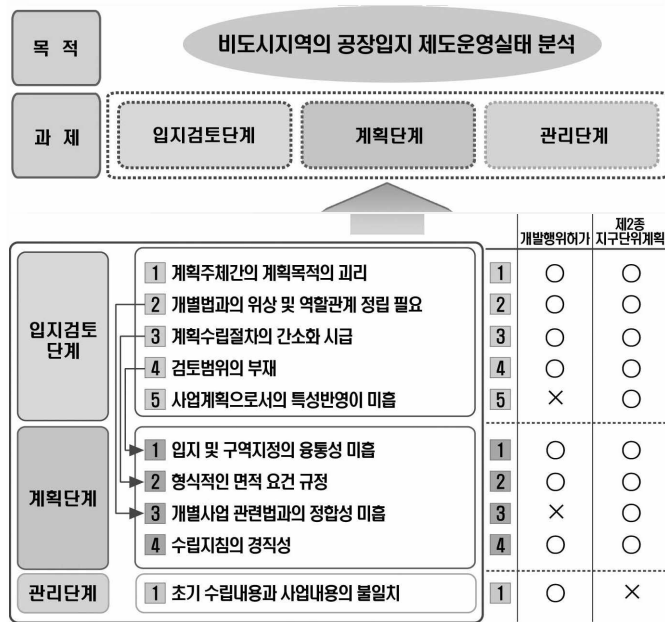 목 적
비도시지역의 공장입지 제도운영실태 분석
과 제
입지검토단계
계획단계
관리단계
개발행위허가
제2종
지구단위계획
입지검토
단계
1 계획주체간의 계획목적의 괴리
1 ○ ○
2 개별법과의 위상 및 역할관계 정립 필요
2 ○ ○
3 계획수립절차의 간소화 시급
3 ○ ○
4 검토범위의 부재
4 ○ ○
5 사업계획으로서의 특성반영이 미흡
5 × ○
계획단계
1 입지 및 구역지정의 융통성 미흡
1 ○ ○
2 형식적인 면적 요건 규정
2 ○ ○
3 개별사업 관련법과의 정합성 미흡
3 × ○
4 수립지침의 경직성
4 ○ ○
관리단계
1 초기 수립내용과 사업내용의 불일치
1 ○ ×